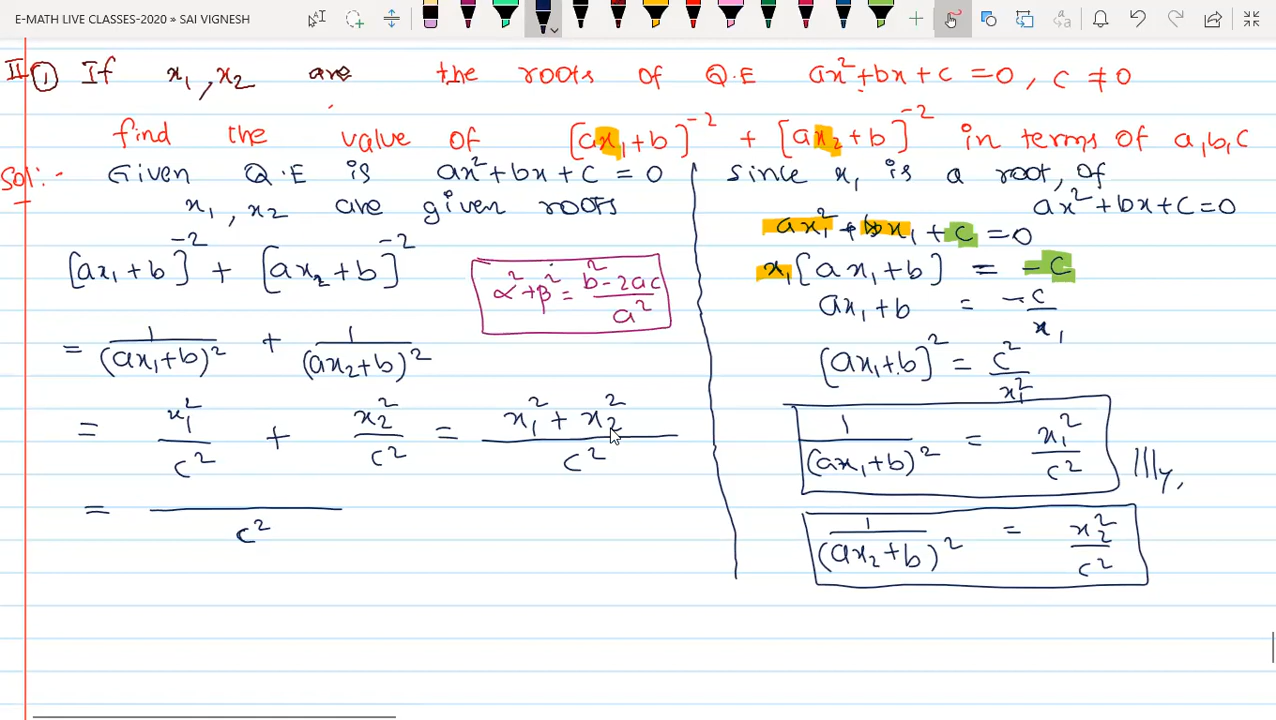 E-MATH LIVE CLASSES-2020 » SAI VIGNESH
II ① If x₁, x₂ are the roots of Q.E ax²+bx+c=0, c≠0
find the value of [ax₁+b]⁻² + [ax₂+b]⁻² in terms of a,b,c
Sol:- Given Q.E is ax²+bx+c=0
x₁, x₂ are given roots
[ax₁+b]⁻² + [ax₂+b]⁻²
α²+β² = (b²-2ac)/a²
= 1/(ax₁+b)² + 1/(ax₂+b)²
= x₁²/c² + x₂²/c² = (x₁²+x₂²)/c²
= /c²
since x₁ is a root, of
ax²+bx+c=0
ax₁²+bx₁+c=0
x₁[ax₁+b] = -c
ax₁+b = -c/x₁
[ax₁+b]² = c²/x₁²
1/(ax₁+b)² = x₁²/c² |||ly,
1/(ax₂+b)² = x₂²/c²